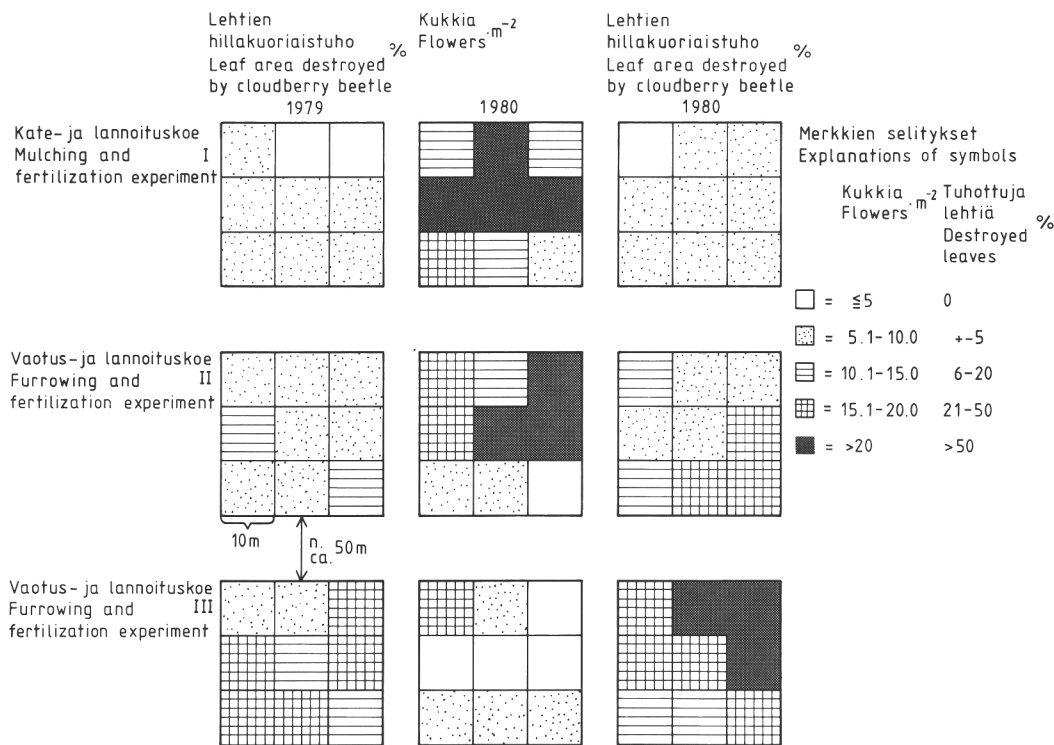 Lehtien
hillakuoriaistuho %
Leaf area destroyed
by cloudberry beetle
1979
Kukkia
Flowers ·m⁻²
1980
Lehtien
hillakuoriaistuho
Leaf area destroyed %
by cloudberry beetle
1980
Kate- ja lannoituskoe
Mulching and I
fertilization experiment
Merkkien selitykset
Explanations of symbols
Kukkia ·m⁻² Tuhottuja
Flowers lehtiä %
Destroyed
leaves
= ≦5 0
= 5.1-10.0 +-5
= 10.1-15.0 6-20
= 15.1-20.0 21-50
= >20 >50
Vaotus- ja lannoituskoe
Furrowing and II
fertilization experiment
10m
n. 50m
ca.
Vaotus- ja lannoituskoe
Furrowing and III
fertilization experiment